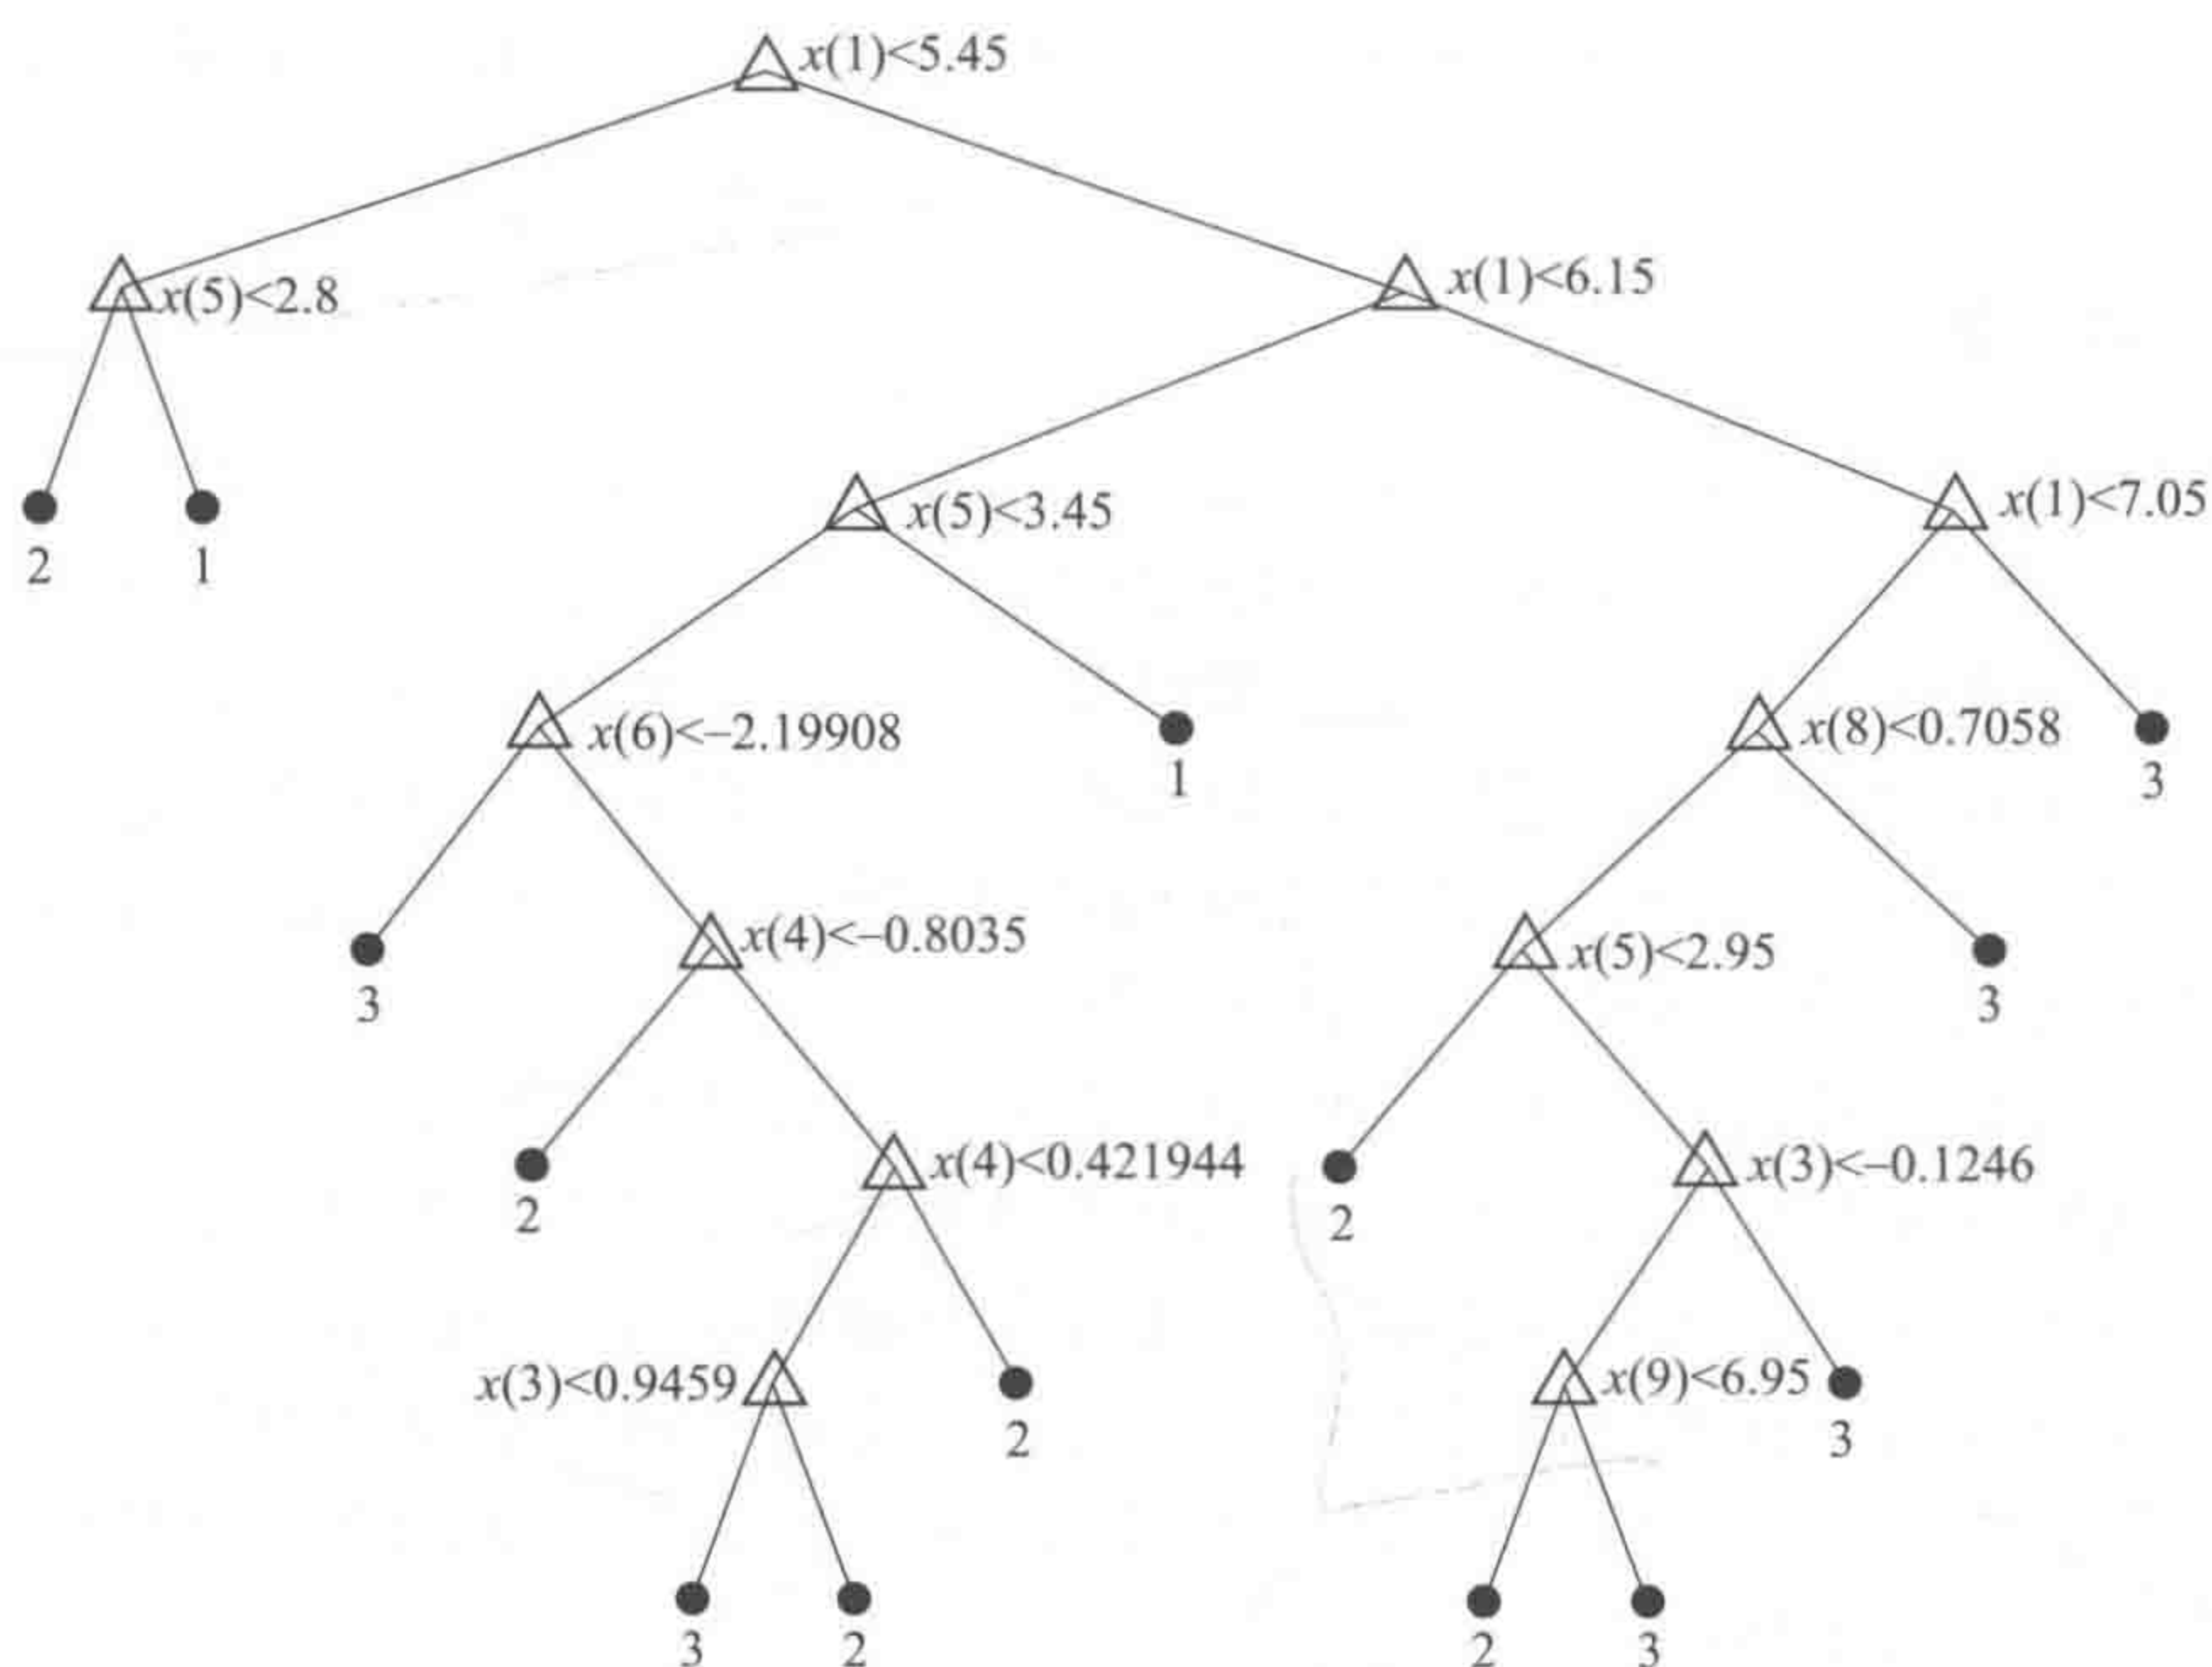 x(1)<5.45
x(5)<2.8
x(1)<6.15
x(5)<3.45
x(1)<7.05
2
1
x(6)<–2.19908
x(8)<0.7058
1
3
x(4)<–0.8035
x(5)<2.95
3
3
x(4)<0.421944
x(3)<–0.1246
2
2
x(3)<0.9459
x(9)<6.95
2
3
3
2
2
3